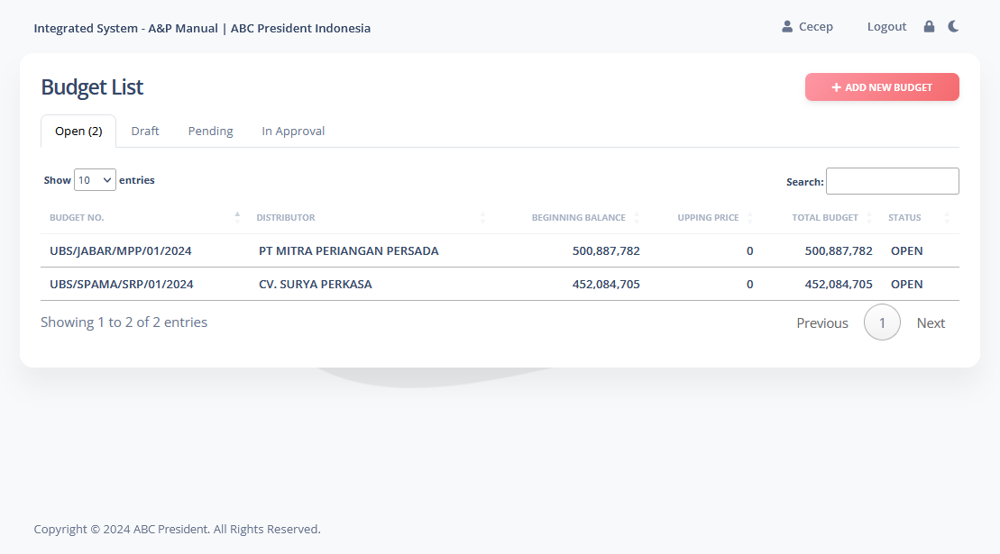 Integrated System - A&P Manual | ABC President Indonesia
Cecep
Logout
Budget List
ADD NEW BUDGET
Open (2)
Draft
Pending
In Approval
Show 10 entries
Search:
BUDGET NO. DISTRIBUTOR BEGINNING BALANCE UPPING PRICE TOTAL BUDGET STATUS
UBS/JABAR/MPP/01/2024 PT MITRA PERIANGAN PERSADA 500,887,782 0 500,887,782 OPEN
UBS/SPAMA/SRP/01/2024 CV. SURYA PERKASA 452,084,705 0 452,084,705 OPEN
Showing 1 to 2 of 2 entries
Previous 1 Next
Copyright © 2024 ABC President. All Rights Reserved.